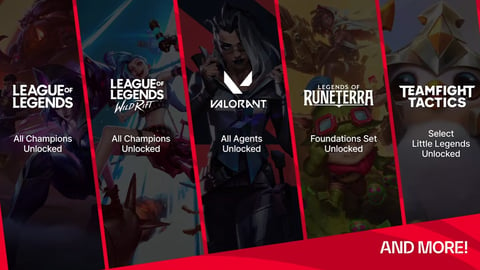 LEAGUE OF
LEGENDS
All Champions
Unlocked
LEAGUE OF
LEGENDS
WILD RIFT
All Champions
Unlocked
VALORANT
All Agents
Unlocked
LEGENDS OF
RUNETERRA
Foundations Set
Unlocked
TEAMFIGHT
TACTICS
Select
Little Legends
Unlocked
AND MORE!